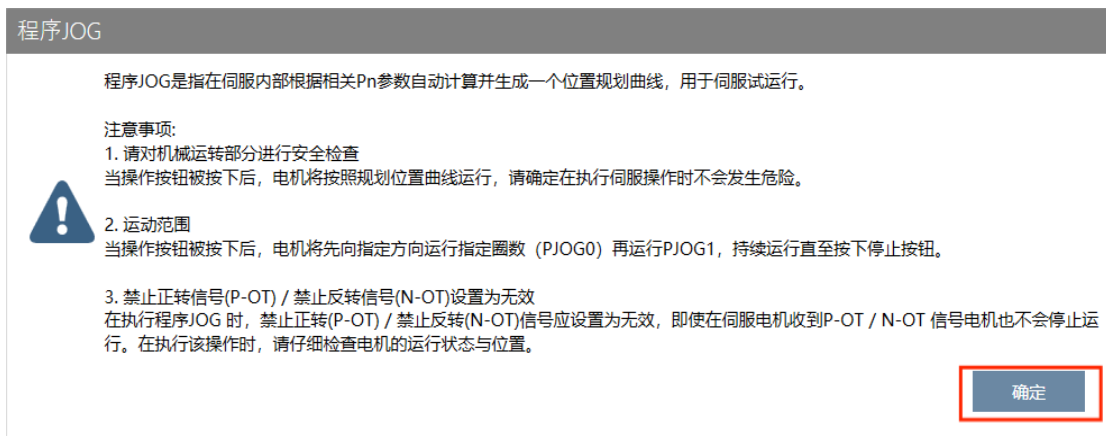 程序JOG
程序JOG是指在伺服内部根据相关Pn参数自动计算并生成一个位置规划曲线，用于伺服试运行。
注意事项:
1. 请对机械运转部分进行安全检查
当操作按钮被按下后，电机将按照规划位置曲线运行，请确定在执行伺服操作时不会发生危险。
2. 运动范围
当操作按钮被按下后，电机将先向指定方向运行指定圈数（PJOG0）再运行PJOG1，持续运行直至按下停止按钮。
3. 禁止正转信号(P-OT) / 禁止反转信号(N-OT)设置为无效
在执行程序JOG 时，禁止正转(P-OT) / 禁止反转(N-OT)信号应设置为无效，即使在伺服电机收到P-OT / N-OT 信号电机也不会停止运
行。在执行该操作时，请仔细检查电机的运行状态与位置。
确定